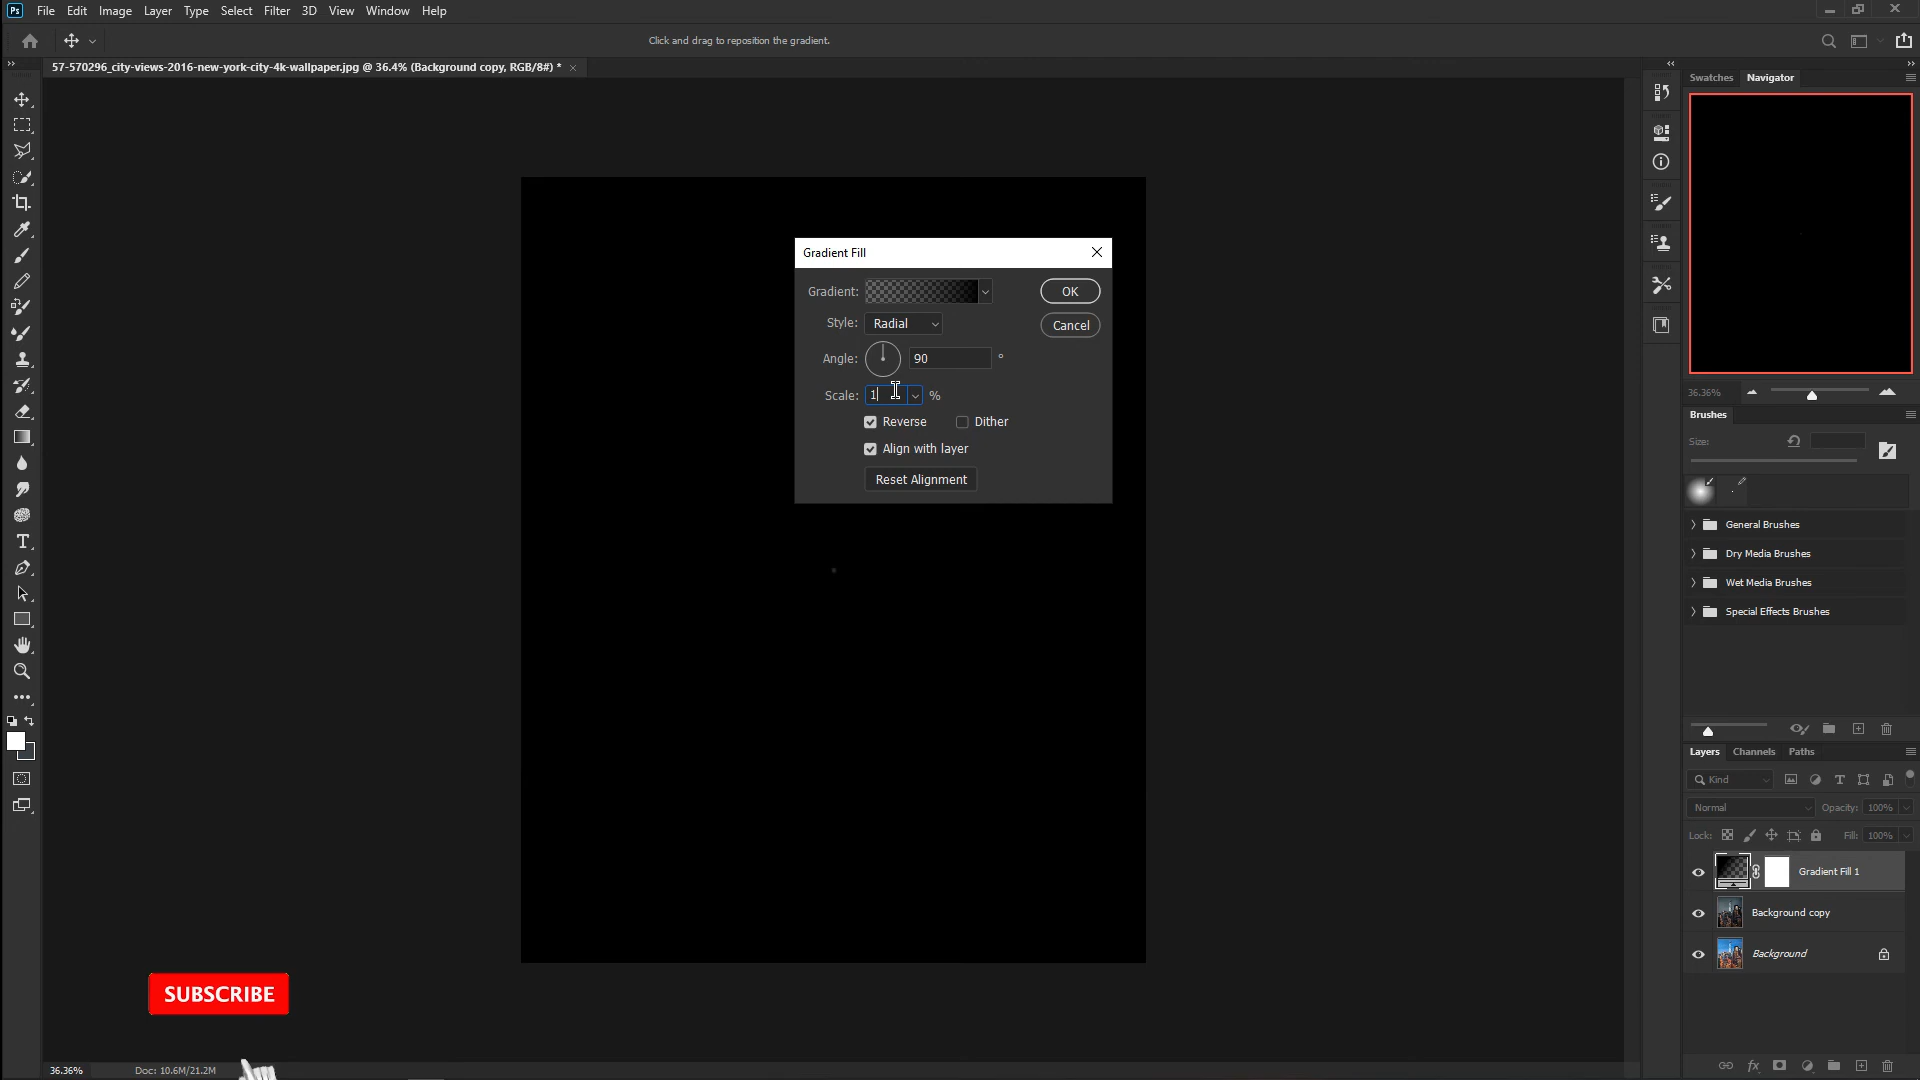 Ps File Edit Image Layer Type Select Filter 3D View Window Help
Click and drag to reposition the gradient.
57-570296_city-views-2016-new-york-city-4k-wallpaper.jpg @ 36.4% (Background copy, RGB/8#) *
Swatches Navigator
Gradient Fill
Gradient:
OK
Style: Radial
Cancel
Angle: 90 °
Scale: 1 %
Reverse Dither
Align with layer
Reset Alignment
36.36%
Brushes
Size:
General Brushes
Dry Media Brushes
Wet Media Brushes
Special Effects Brushes
Layers Channels Paths
Kind
Normal Opacity: 100%
Lock: Fill: 100%
Gradient Fill 1
Background copy
Background
SUBSCRIBE
36.36% Doc: 10.6M/21.2M